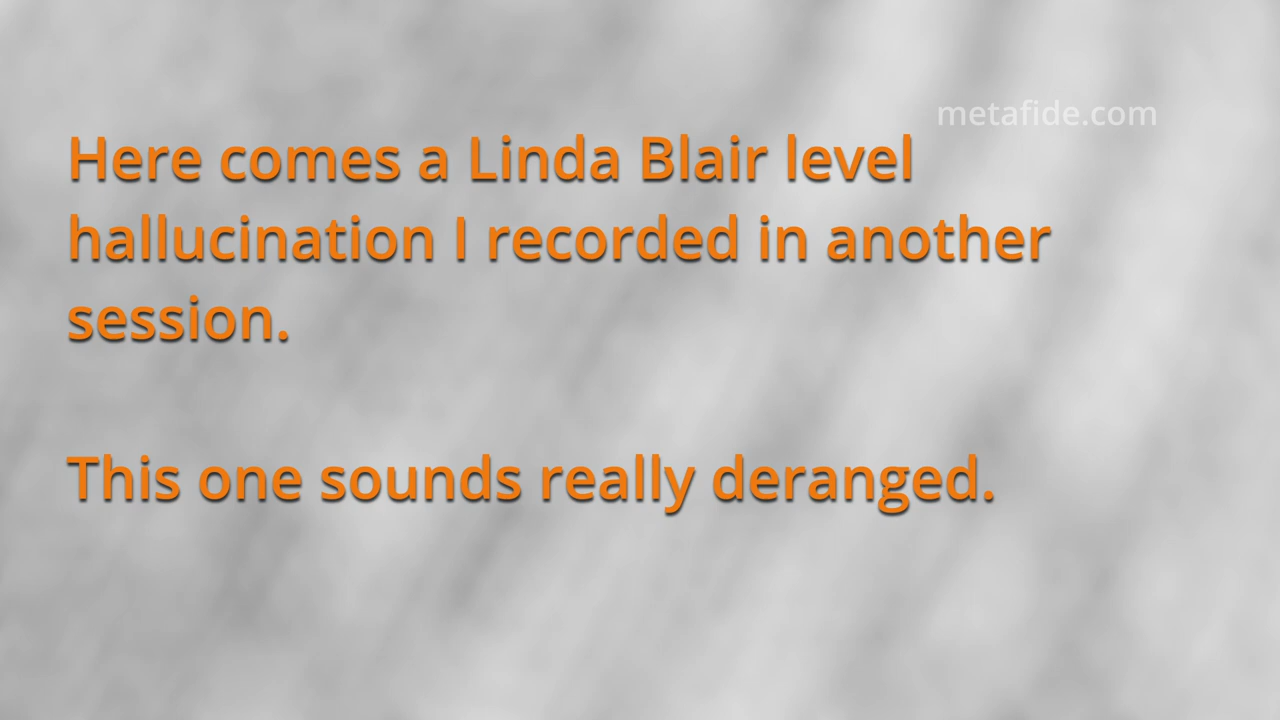 metafide.com
Here comes a Linda Blair level
hallucination I recorded in another
session.
This one sounds really deranged.